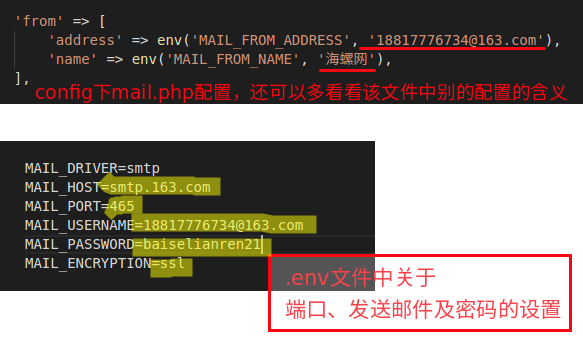 'from' => [
'address' => env('MAIL_FROM_ADDRESS', '18817776734@163.com'),
'name' => env('MAIL_FROM_NAME', '海螺网'),
],
config下mail.php配置，还可以多看看该文件中别的配置的含义
MAIL_DRIVER=smtp
MAIL_HOST=smtp.163.com
MAIL_PORT=465
MAIL_USERNAME=18817776734@163.com
MAIL_PASSWORD=baiselianren21
MAIL_ENCRYPTION=ssl
.env文件中关于
端口、发送邮件及密码的设置